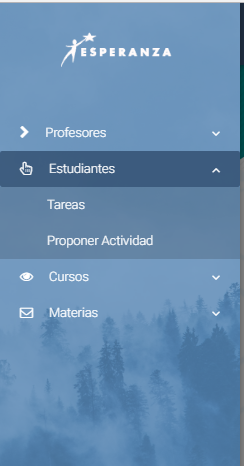 ESPERANZA
Profesores
Estudiantes
Tareas
Proponer Actividad
Cursos
Materias